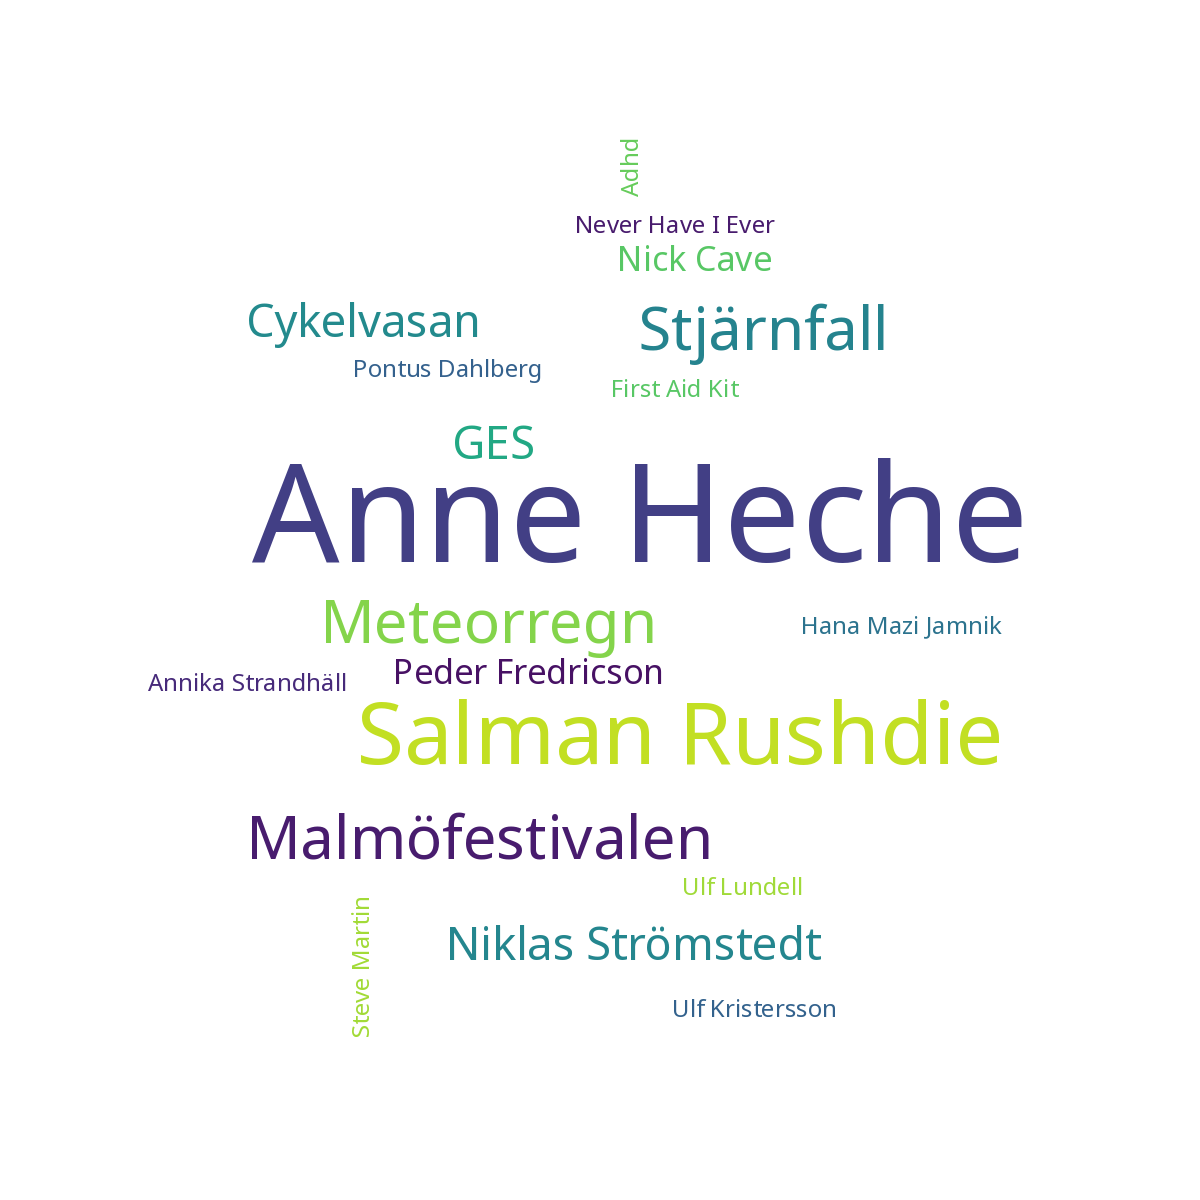 Adhd
Never Have I Ever
Nick Cave
Cykelvasan
Stjärnfall
Pontus Dahlberg
First Aid Kit
GES
Anne Heche
Meteorregn
Hana Mazi Jamnik
Peder Fredricson
Annika Strandhäll
Salman Rushdie
Malmöfestivalen
Ulf Lundell
Steve Martin
Niklas Strömstedt
Ulf Kristersson